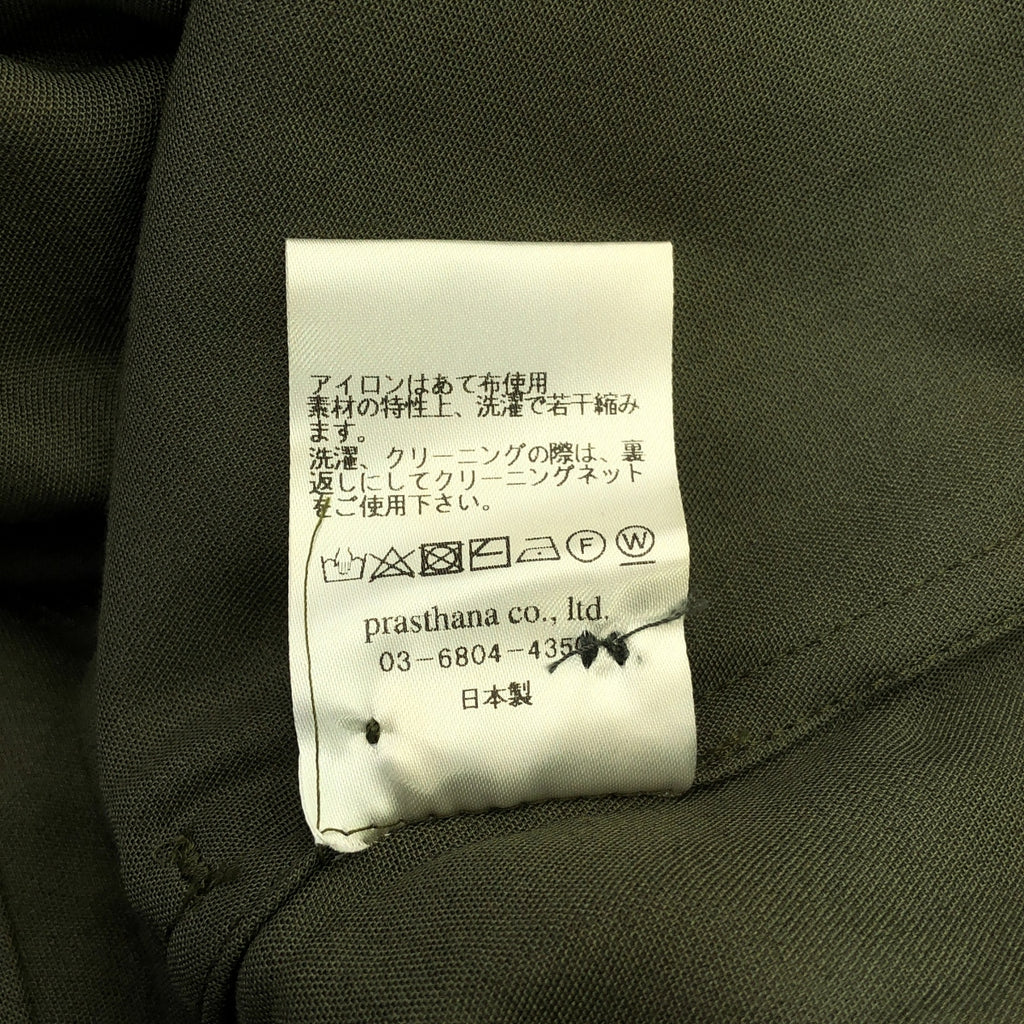 アイロンはあて布使用
素材の特性上、洗濯で若干縮み
ます。
洗濯、クリーニングの際は、裏
返しにしてクリーニングネット
をご使用下さい。
F W
prasthana co., ltd.
日本製